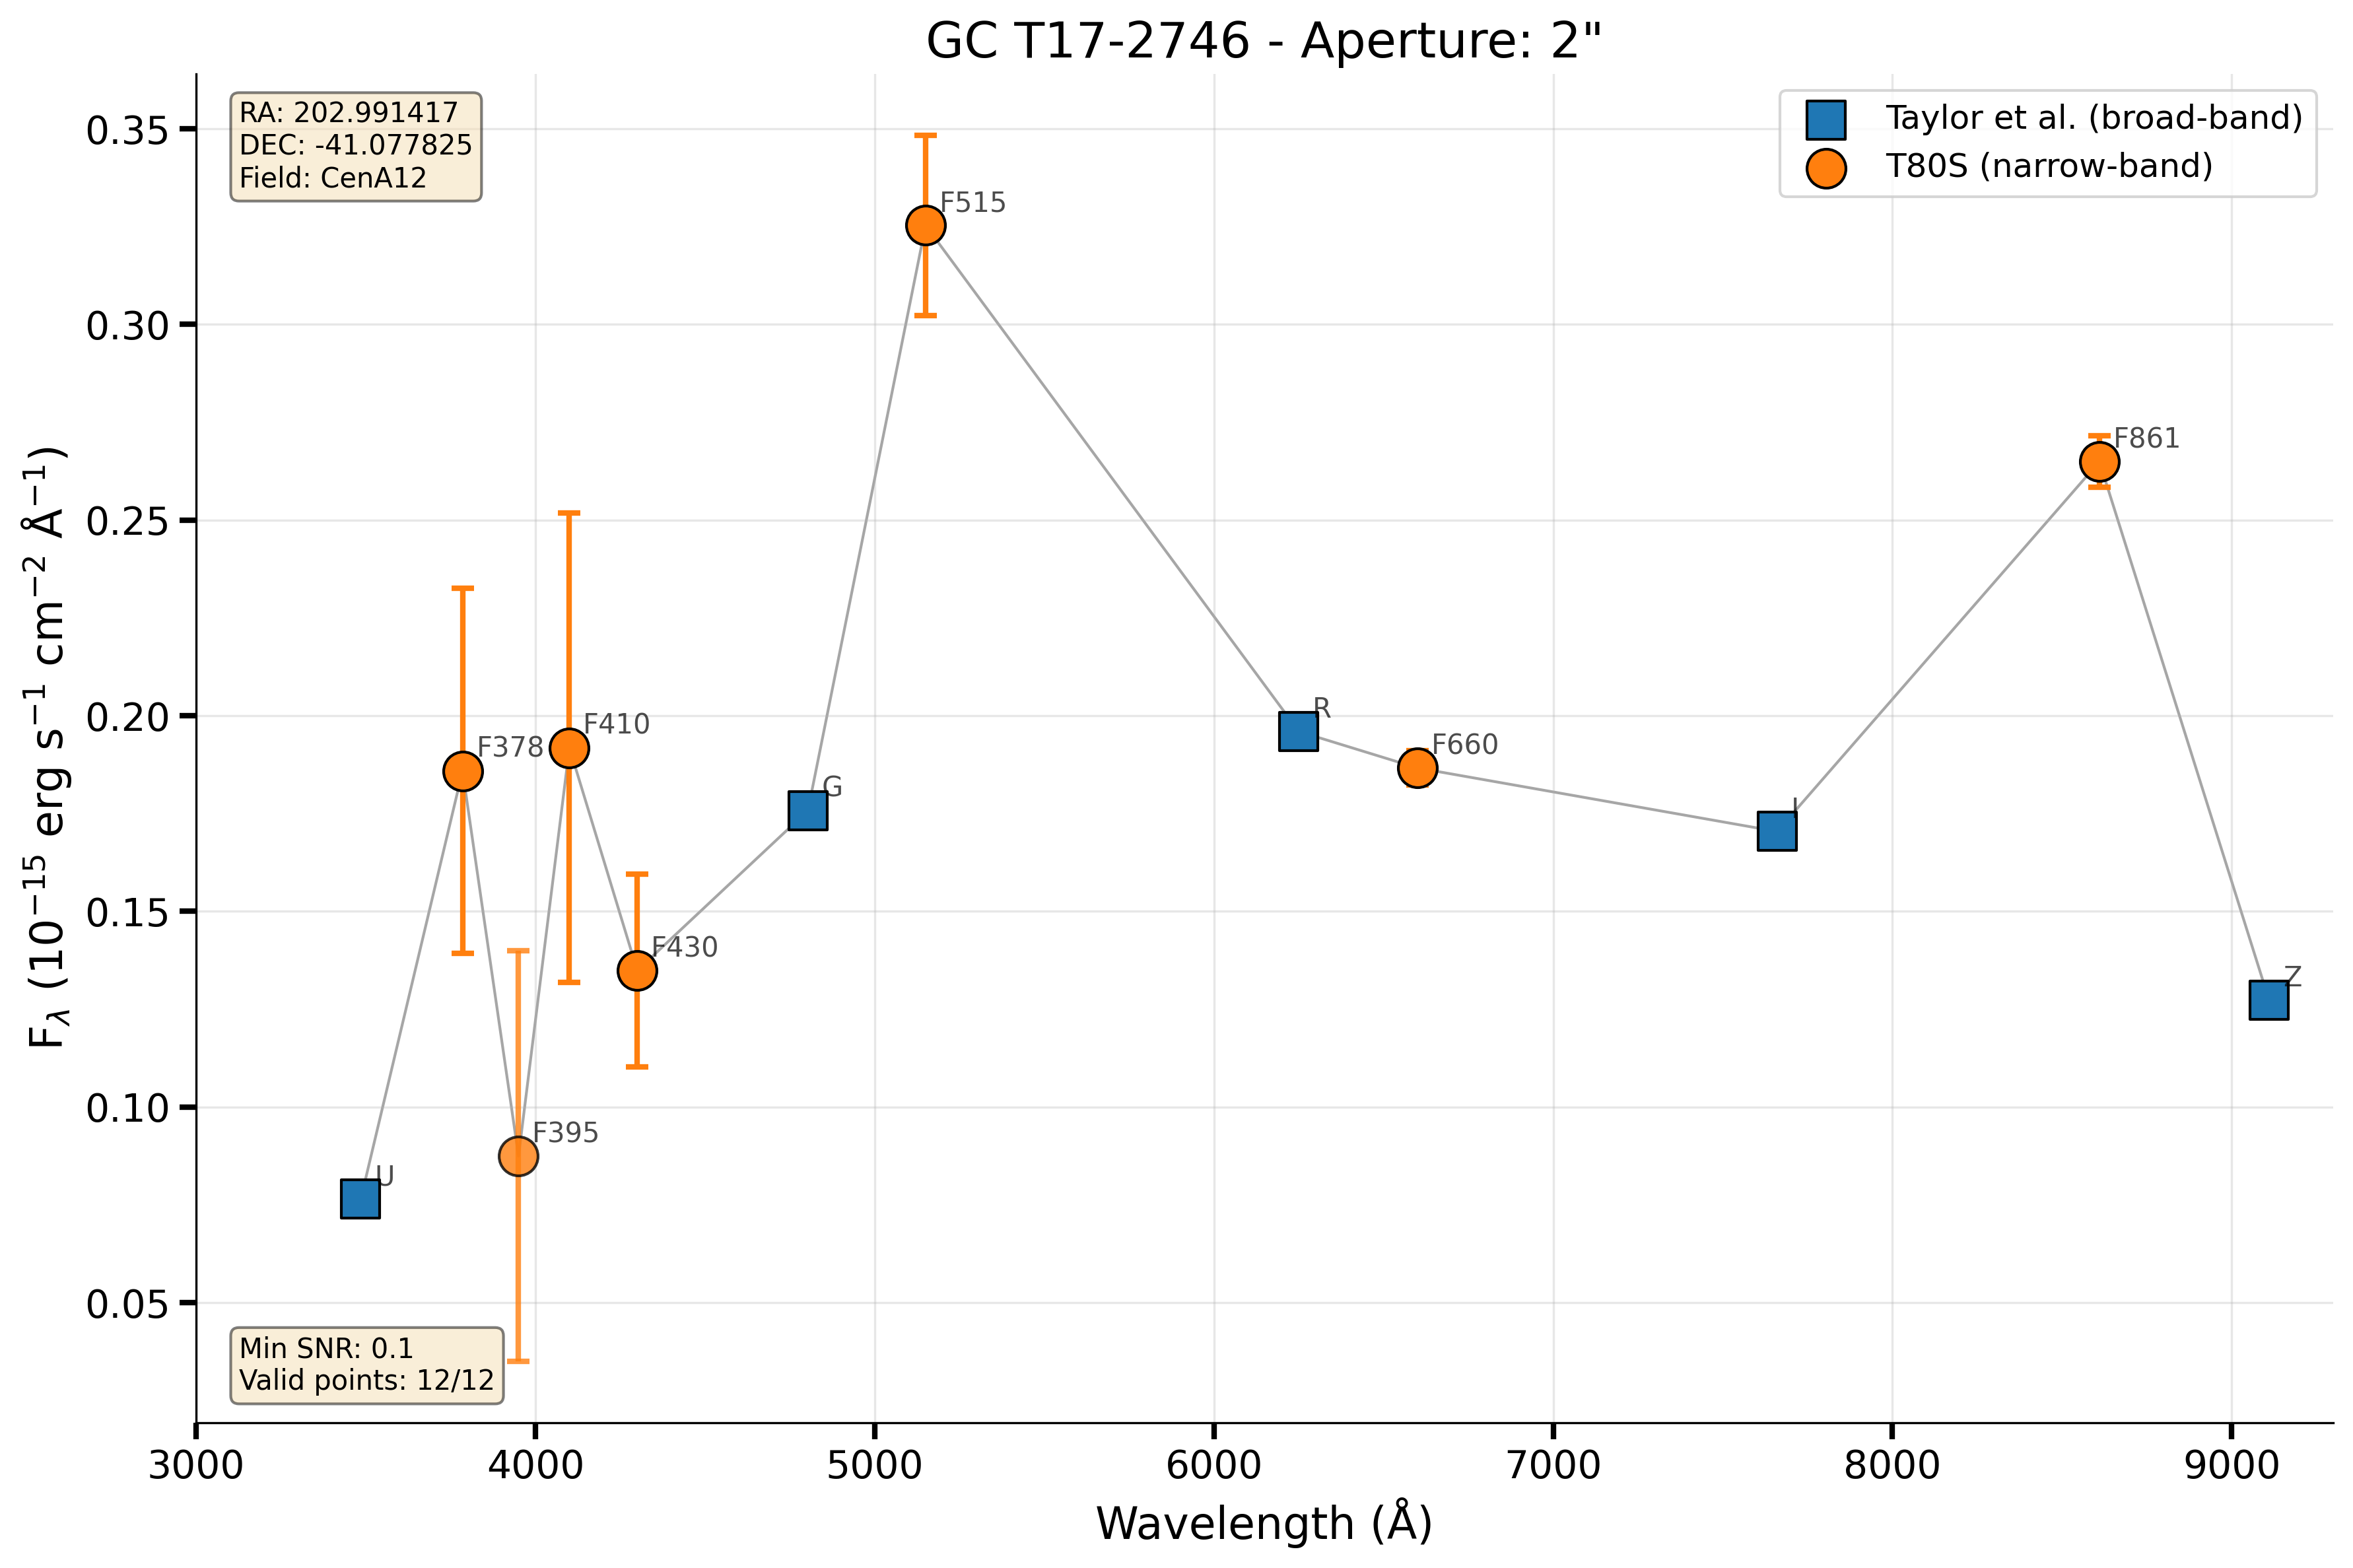 GC T17-2746 - Aperture: 2"
RA: 202.991417
DEC: -41.077825
Field: CenA12
Taylor et al. (broad-band)
T80S (narrow-band)
F_λ (10^−15 erg s^−1 cm^−2 Å^−1)
0.35
0.30
0.25
0.20
0.15
0.10
0.05
F515
F861
R
F410
F378
F660
G
I
F430
Z
F395
U
Min SNR: 0.1
Valid points: 12/12
3000 4000 5000 6000 7000 8000 9000
Wavelength (Å)